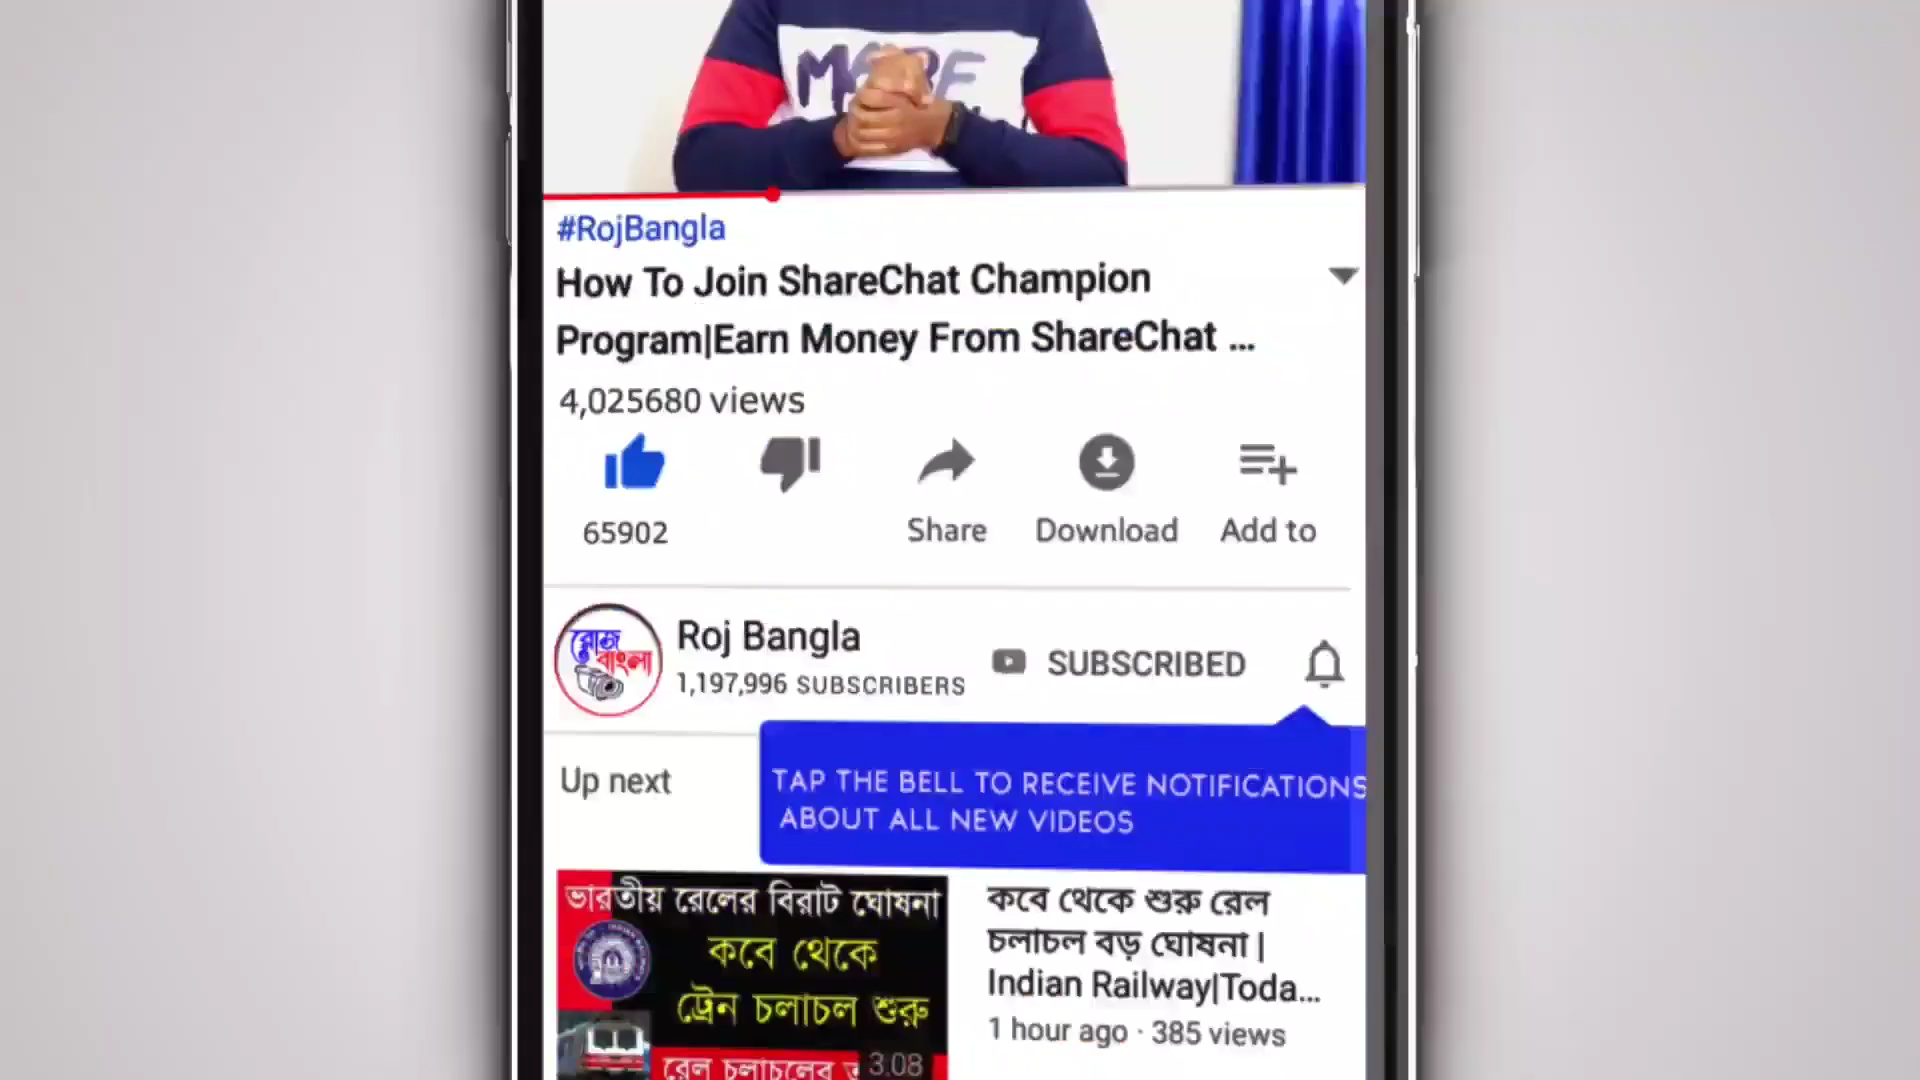 #RojBangla
How To Join ShareChat Champion
Program|Earn Money From ShareChat ...
4,025680 views
65902
Share
Download
Add to
রোজ
বাংলা
Roj Bangla
1,197,996 SUBSCRIBERS
SUBSCRIBED
TAP THE BELL TO RECEIVE NOTIFICATIONS
ABOUT ALL NEW VIDEOS
Up next
ভারতীয় রেলের বিরাট ঘোষনা
কবে থেকে
ট্রেন চলাচল শুরু
রেল চলাচলের
3.08
কবে থেকে শুরু রেল
চলাচল বড় ঘোষনা |
Indian Railway|Toda...
1 hour ago · 385 views